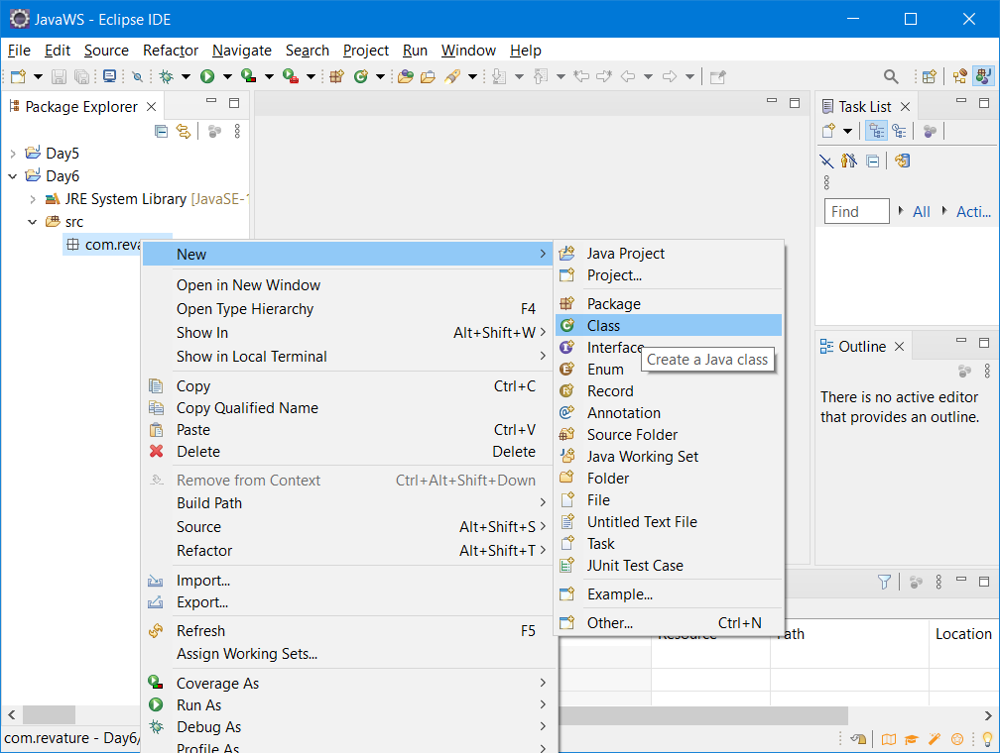 JavaWS - Eclipse IDE
File Edit Source Refactor Navigate Search Project Run Window Help
Package Explorer
Day5
Day6
JRE System Library [JavaSE-1
src
com.reva
New
Open in New Window
Open Type Hierarchy F4
Show In Alt+Shift+W
Show in Local Terminal
Copy Ctrl+C
Copy Qualified Name
Paste Ctrl+V
Delete Delete
Remove from Context Ctrl+Alt+Shift+Down
Build Path
Source Alt+Shift+S
Refactor Alt+Shift+T
Import...
Export...
Refresh F5
Assign Working Sets...
Coverage As
Run As
Debug As
Profile As
Java Project
Project...
Package
Class
Interface
Create a Java class
Enum
Record
Annotation
Source Folder
Java Working Set
Folder
File
Untitled Text File
Task
JUnit Test Case
Example...
Other... Ctrl+N
Task List
Find All Acti...
Outline
There is no active editor
that provides an outline.
Resource Path Location
com.revature - Day6/